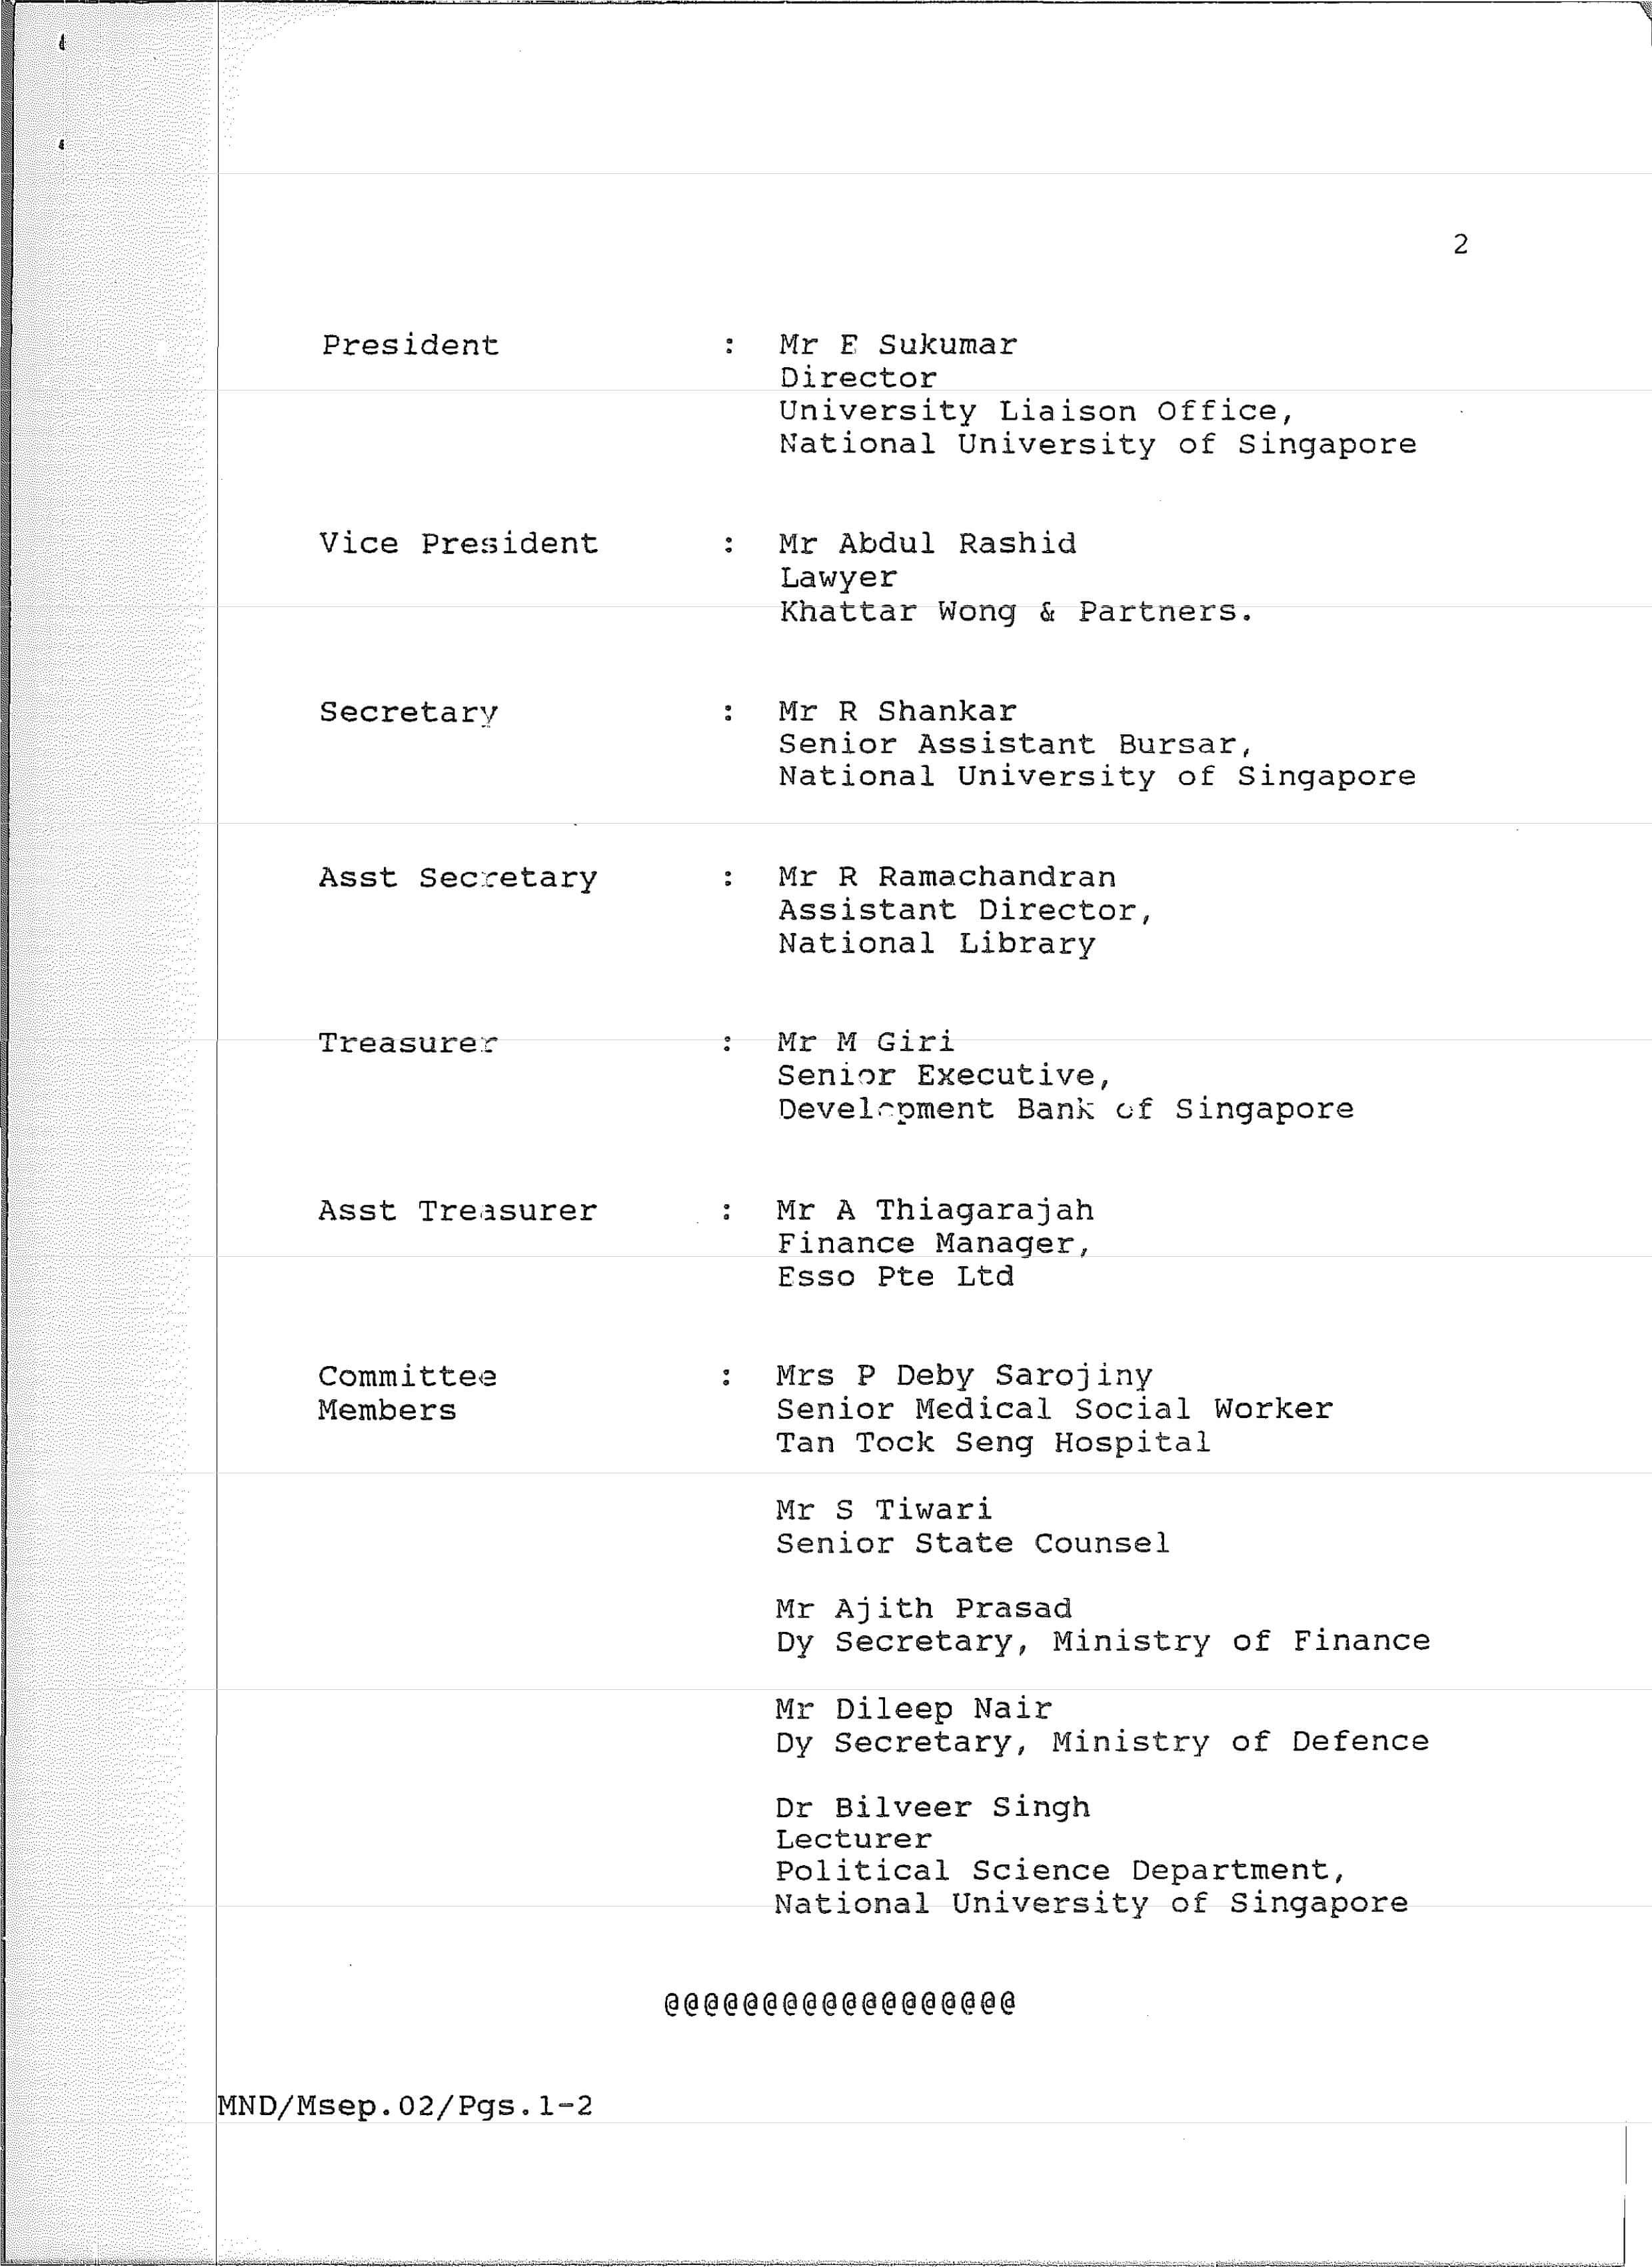 2
President : Mr E Sukumar
Director
University Liaison Office,
National University of Singapore
Vice President : Mr Abdul Rashid
Lawyer
Khattar Wong & Partners.
Secretary : Mr R Shankar
Senior Assistant Bursar,
National University of Singapore
Asst Secretary : Mr R Ramachandran
Assistant Director,
National Library
Treasurer : Mr M Giri
Senior Executive,
Development Bank of Singapore
Asst Treasurer : Mr A Thiagarajah
Finance Manager,
Esso Pte Ltd
Committee : Mrs P Deby Sarojiny
Members Senior Medical Social Worker
Tan Tock Seng Hospital
Mr S Tiwari
Senior State Counsel
Mr Ajith Prasad
Dy Secretary, Ministry of Finance
Mr Dileep Nair
Dy Secretary, Ministry of Defence
Dr Bilveer Singh
Lecturer
Political Science Department,
National University of Singapore
@@@@@@@@@@@@@@@@@@
MND/Msep.02/Pgs.1-2